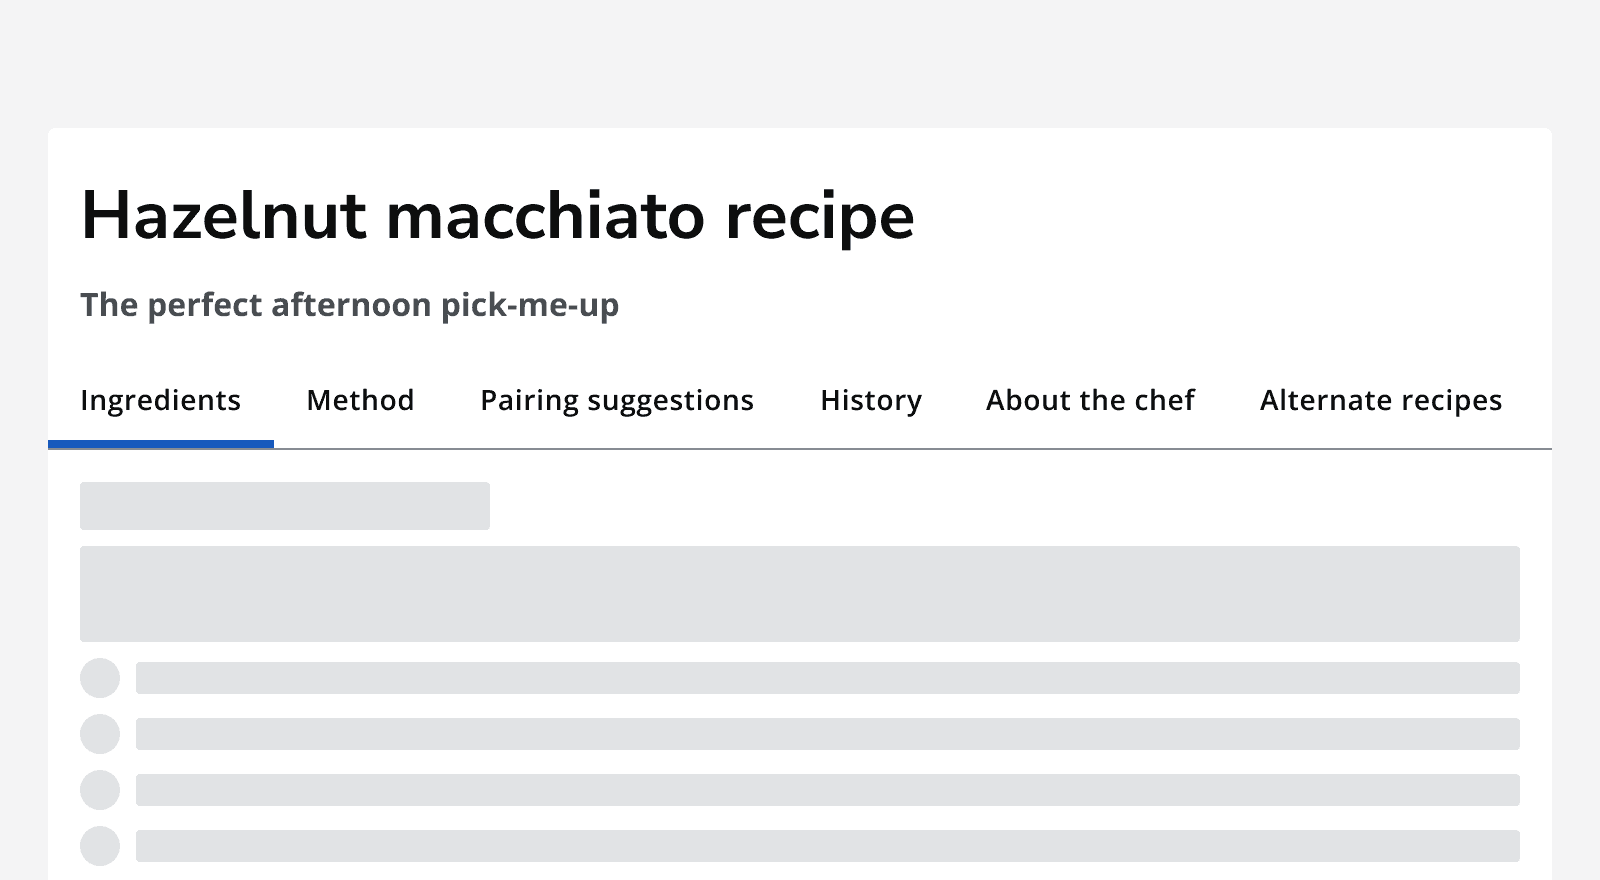 Hazelnut macchiato recipe
The perfect afternoon pick-me-up
Ingredients Method Pairing suggestions History About the chef Alternate recipes